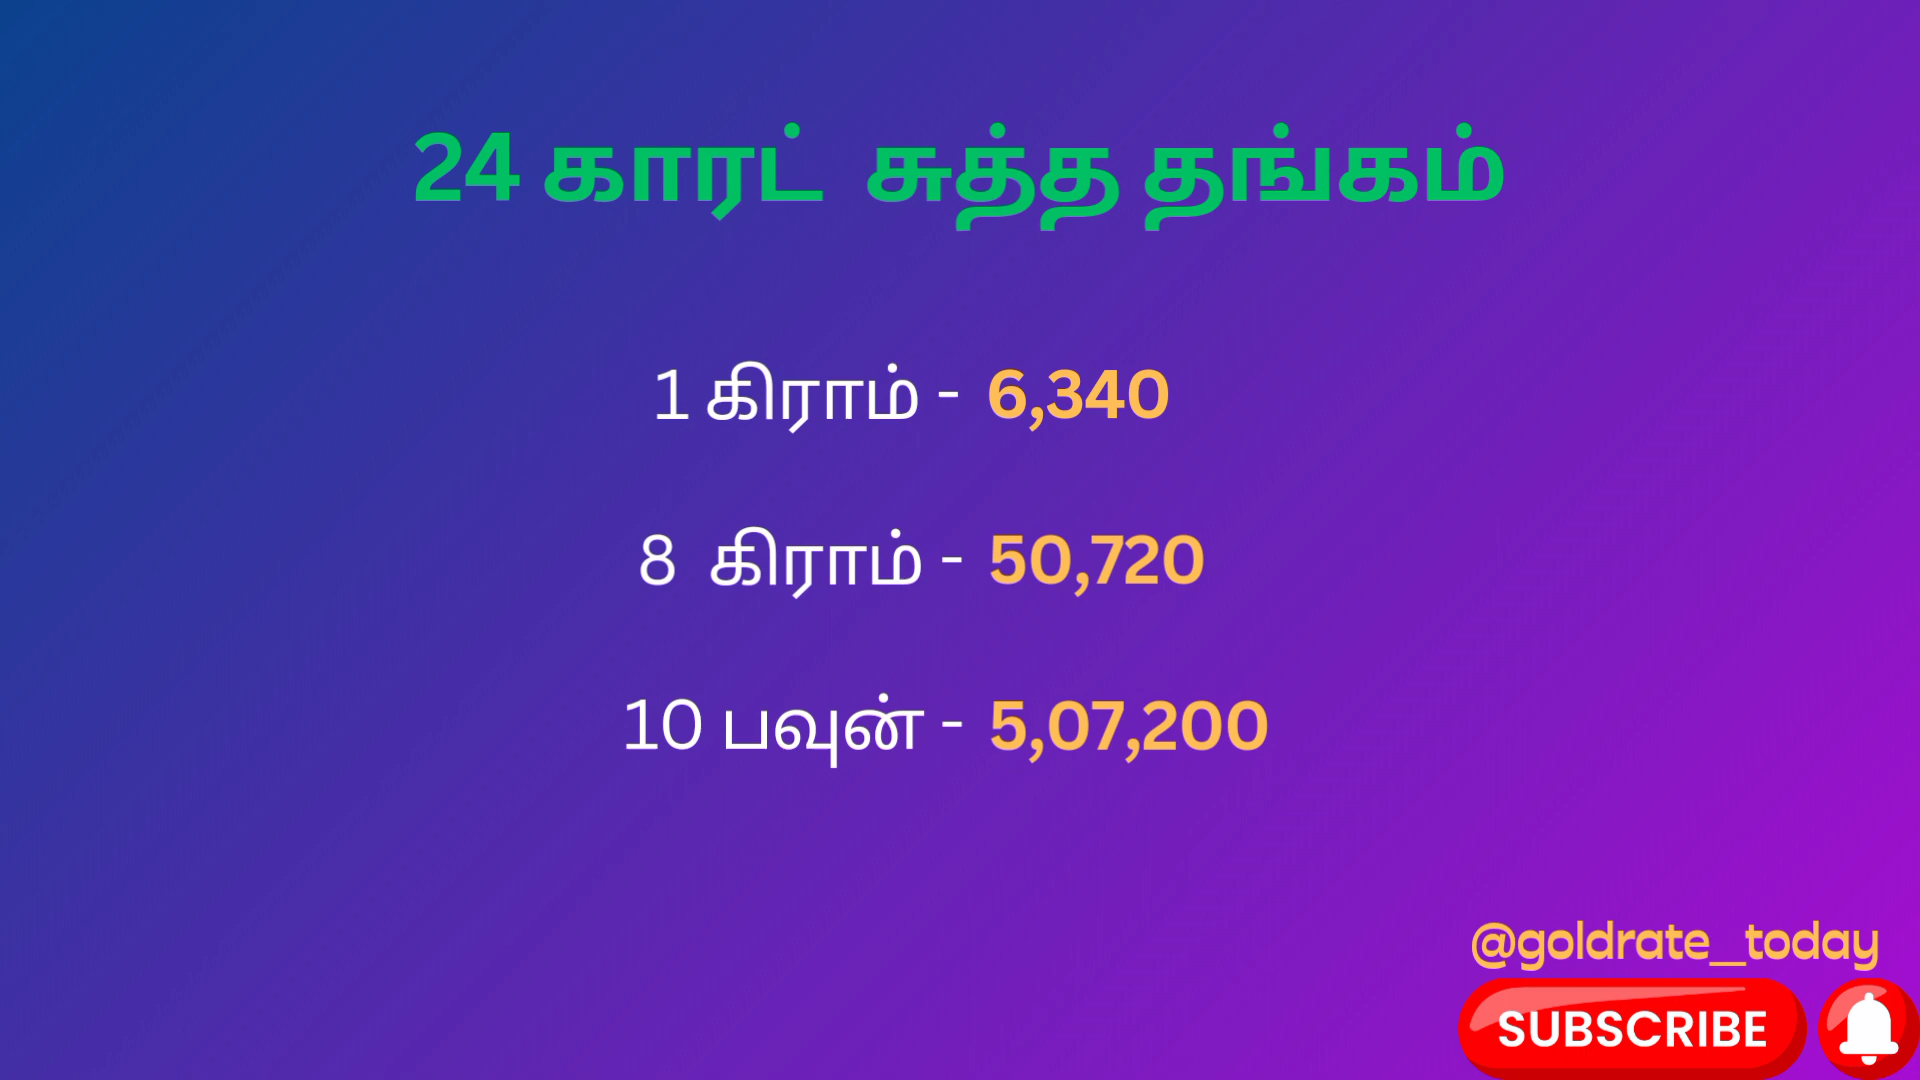 24 காரட் சுத்த தங்கம்
1 கிராம் - 6,340
8 கிராம் - 50,720
10 பவுன் - 5,07,200
@goldrate_today
SUBSCRIBE